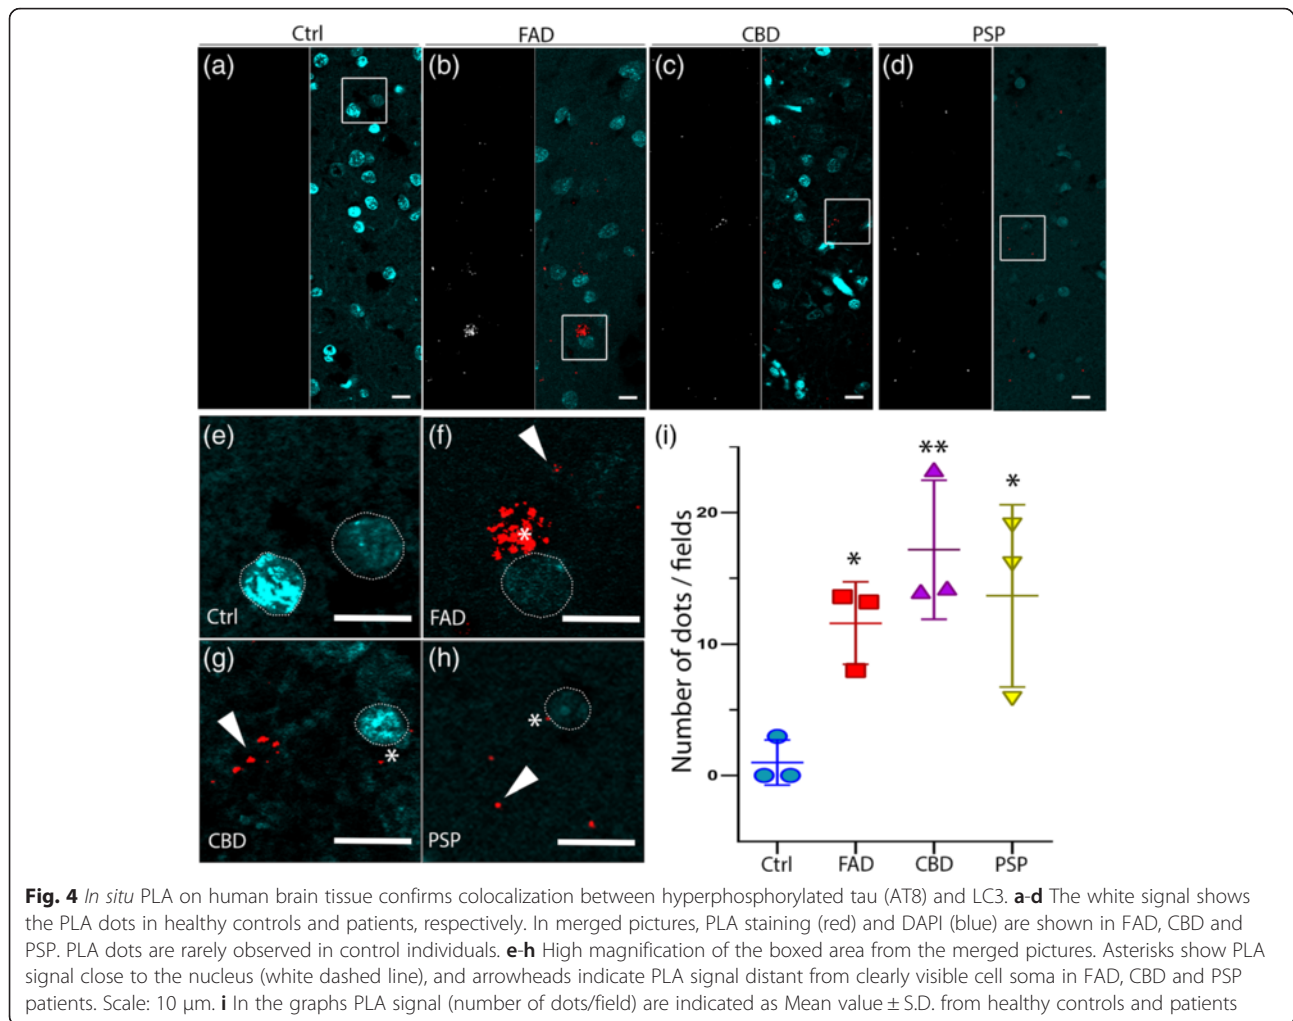 Ctrl FAD CBD PSP
(a) (b) (c) (d)
(e) (f) (i)
** 
* *
*
Number of dots / fields
20
10
0
Ctrl FAD
(g) (h)
* *
CBD PSP
Ctrl FAD CBD PSP
Fig. 4 In situ PLA on human brain tissue confirms colocalization between hyperphosphorylated tau (AT8) and LC3. a-d The white signal shows
the PLA dots in healthy controls and patients, respectively. In merged pictures, PLA staining (red) and DAPI (blue) are shown in FAD, CBD and
PSP. PLA dots are rarely observed in control individuals. e-h High magnification of the boxed area from the merged pictures. Asterisks show PLA
signal close to the nucleus (white dashed line), and arrowheads indicate PLA signal distant from clearly visible cell soma in FAD, CBD and PSP
patients. Scale: 10 μm. i In the graphs PLA signal (number of dots/field) are indicated as Mean value ± S.D. from healthy controls and patients